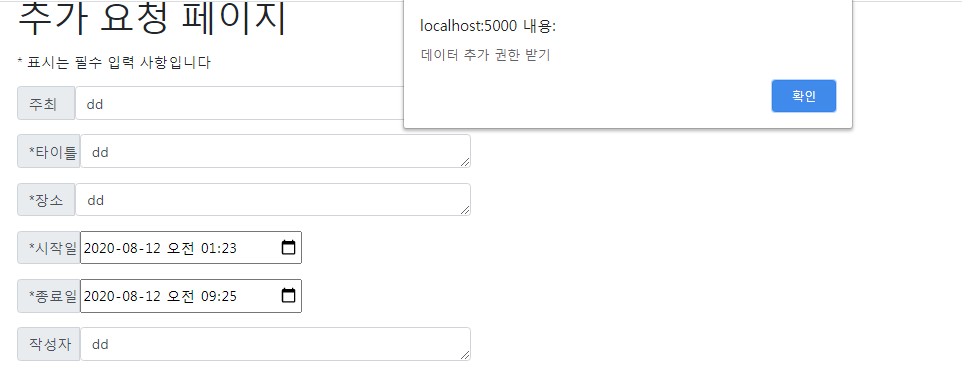 추가 요청 페이지
* 표시는 필수 입력 사항입니다
localhost:5000 내용:
데이터 추가 권한 받기
확인
주최 dd
*타이틀 dd
*장소 dd
*시작일 2020-08-12 오전 01:23
*종료일 2020-08-12 오전 09:25
작성자 dd